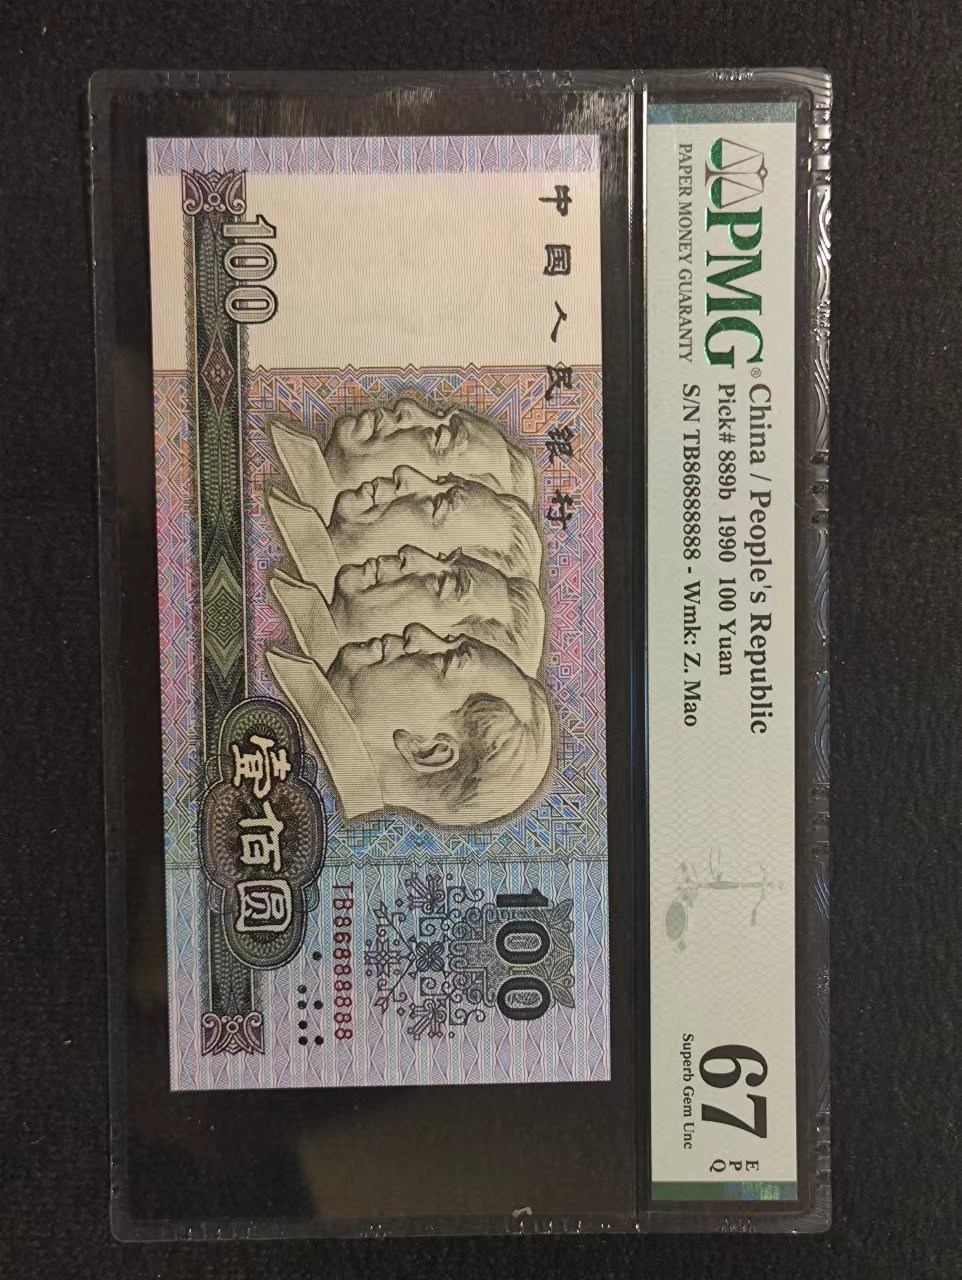 PMG®
PAPER MONEY GUARANTY
China / People's Republic
Pick# 889b 1990 100 Yuan
S/N TB86888888 - Wmk: Z. Mao
67 EPQ
Superb Gem Unc
中国人民銀行
100
100
TB86888888
壹佰圆